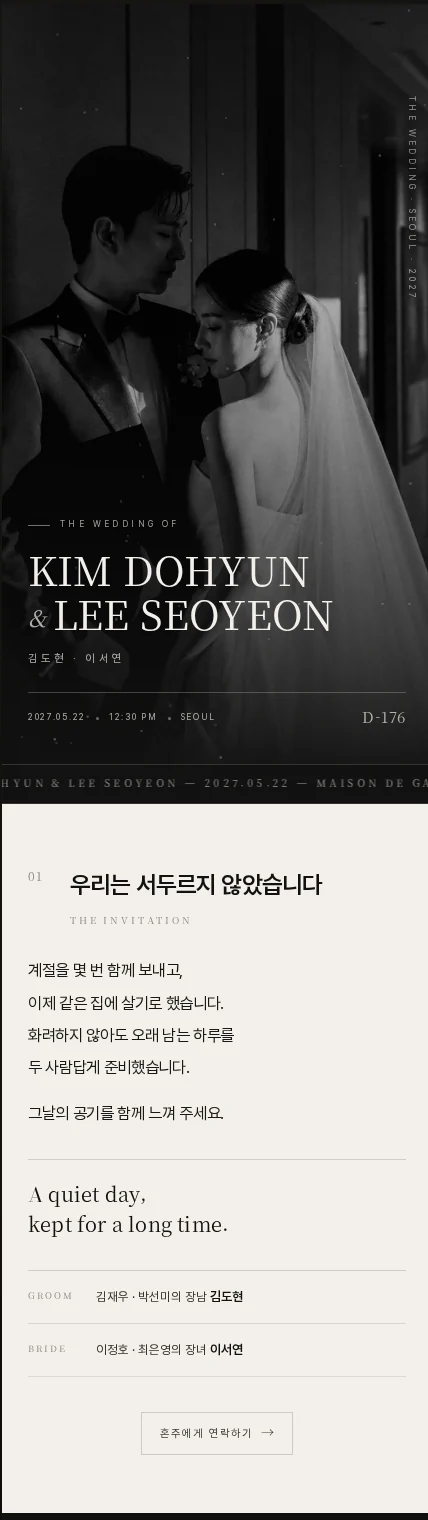 THE WEDDING · SEOUL · 2027
THE WEDDING OF
KIM DOHYUN
& LEE SEOYEON
김도현 · 이서연
2027.05.22 • 12:30 PM • SEOUL
D-176
HYUN & LEE SEOYEON — 2027.05.22 — MAISON DE GA
01
우리는 서두르지 않았습니다
THE INVITATION
계절을 몇 번 함께 보내고,
이제 같은 집에 살기로 했습니다.
화려하지 않아도 오래 남는 하루를
두 사람답게 준비했습니다.
그날의 공기를 함께 느껴 주세요.
A quiet day,
kept for a long time.
GROOM 김재우 · 박선미의 장남 김도현
BRIDE 이정호 · 최은영의 장녀 이서연
혼주에게 연락하기 →